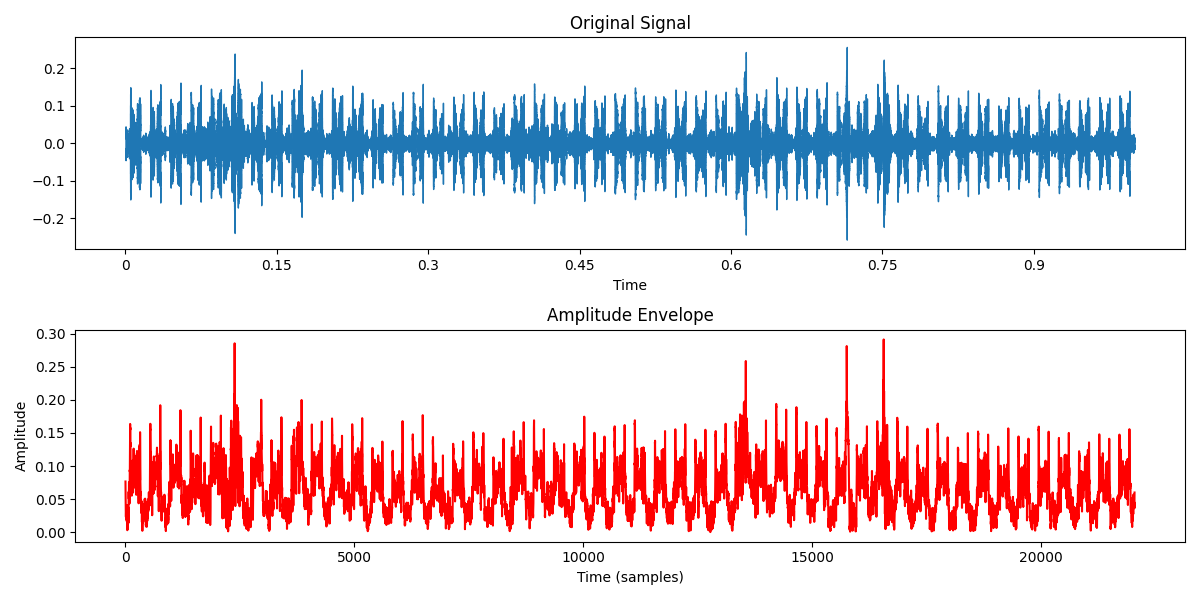 Original Signal
0.2
0.1
0.0
−0.1
−0.2
0 0.15 0.3 0.45 0.6 0.75 0.9
Time
Amplitude Envelope
Amplitude
0.30
0.25
0.20
0.15
0.10
0.05
0.00
0 5000 10000 15000 20000
Time (samples)